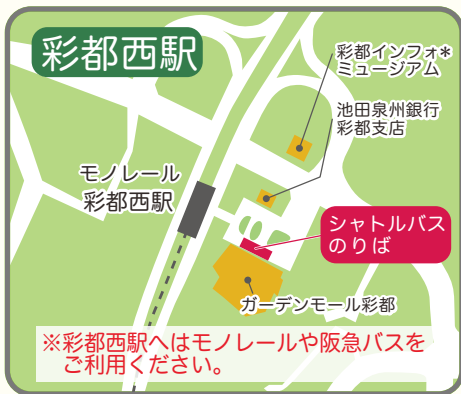 彩都西駅
彩都インフォ*
ミュージアム
池田泉州銀行
彩都支店
モノレール
彩都西駅
シャトルバス
のりば
ガーデンモール彩都
※彩都西駅へはモノレールや阪急バスを
ご利用ください。